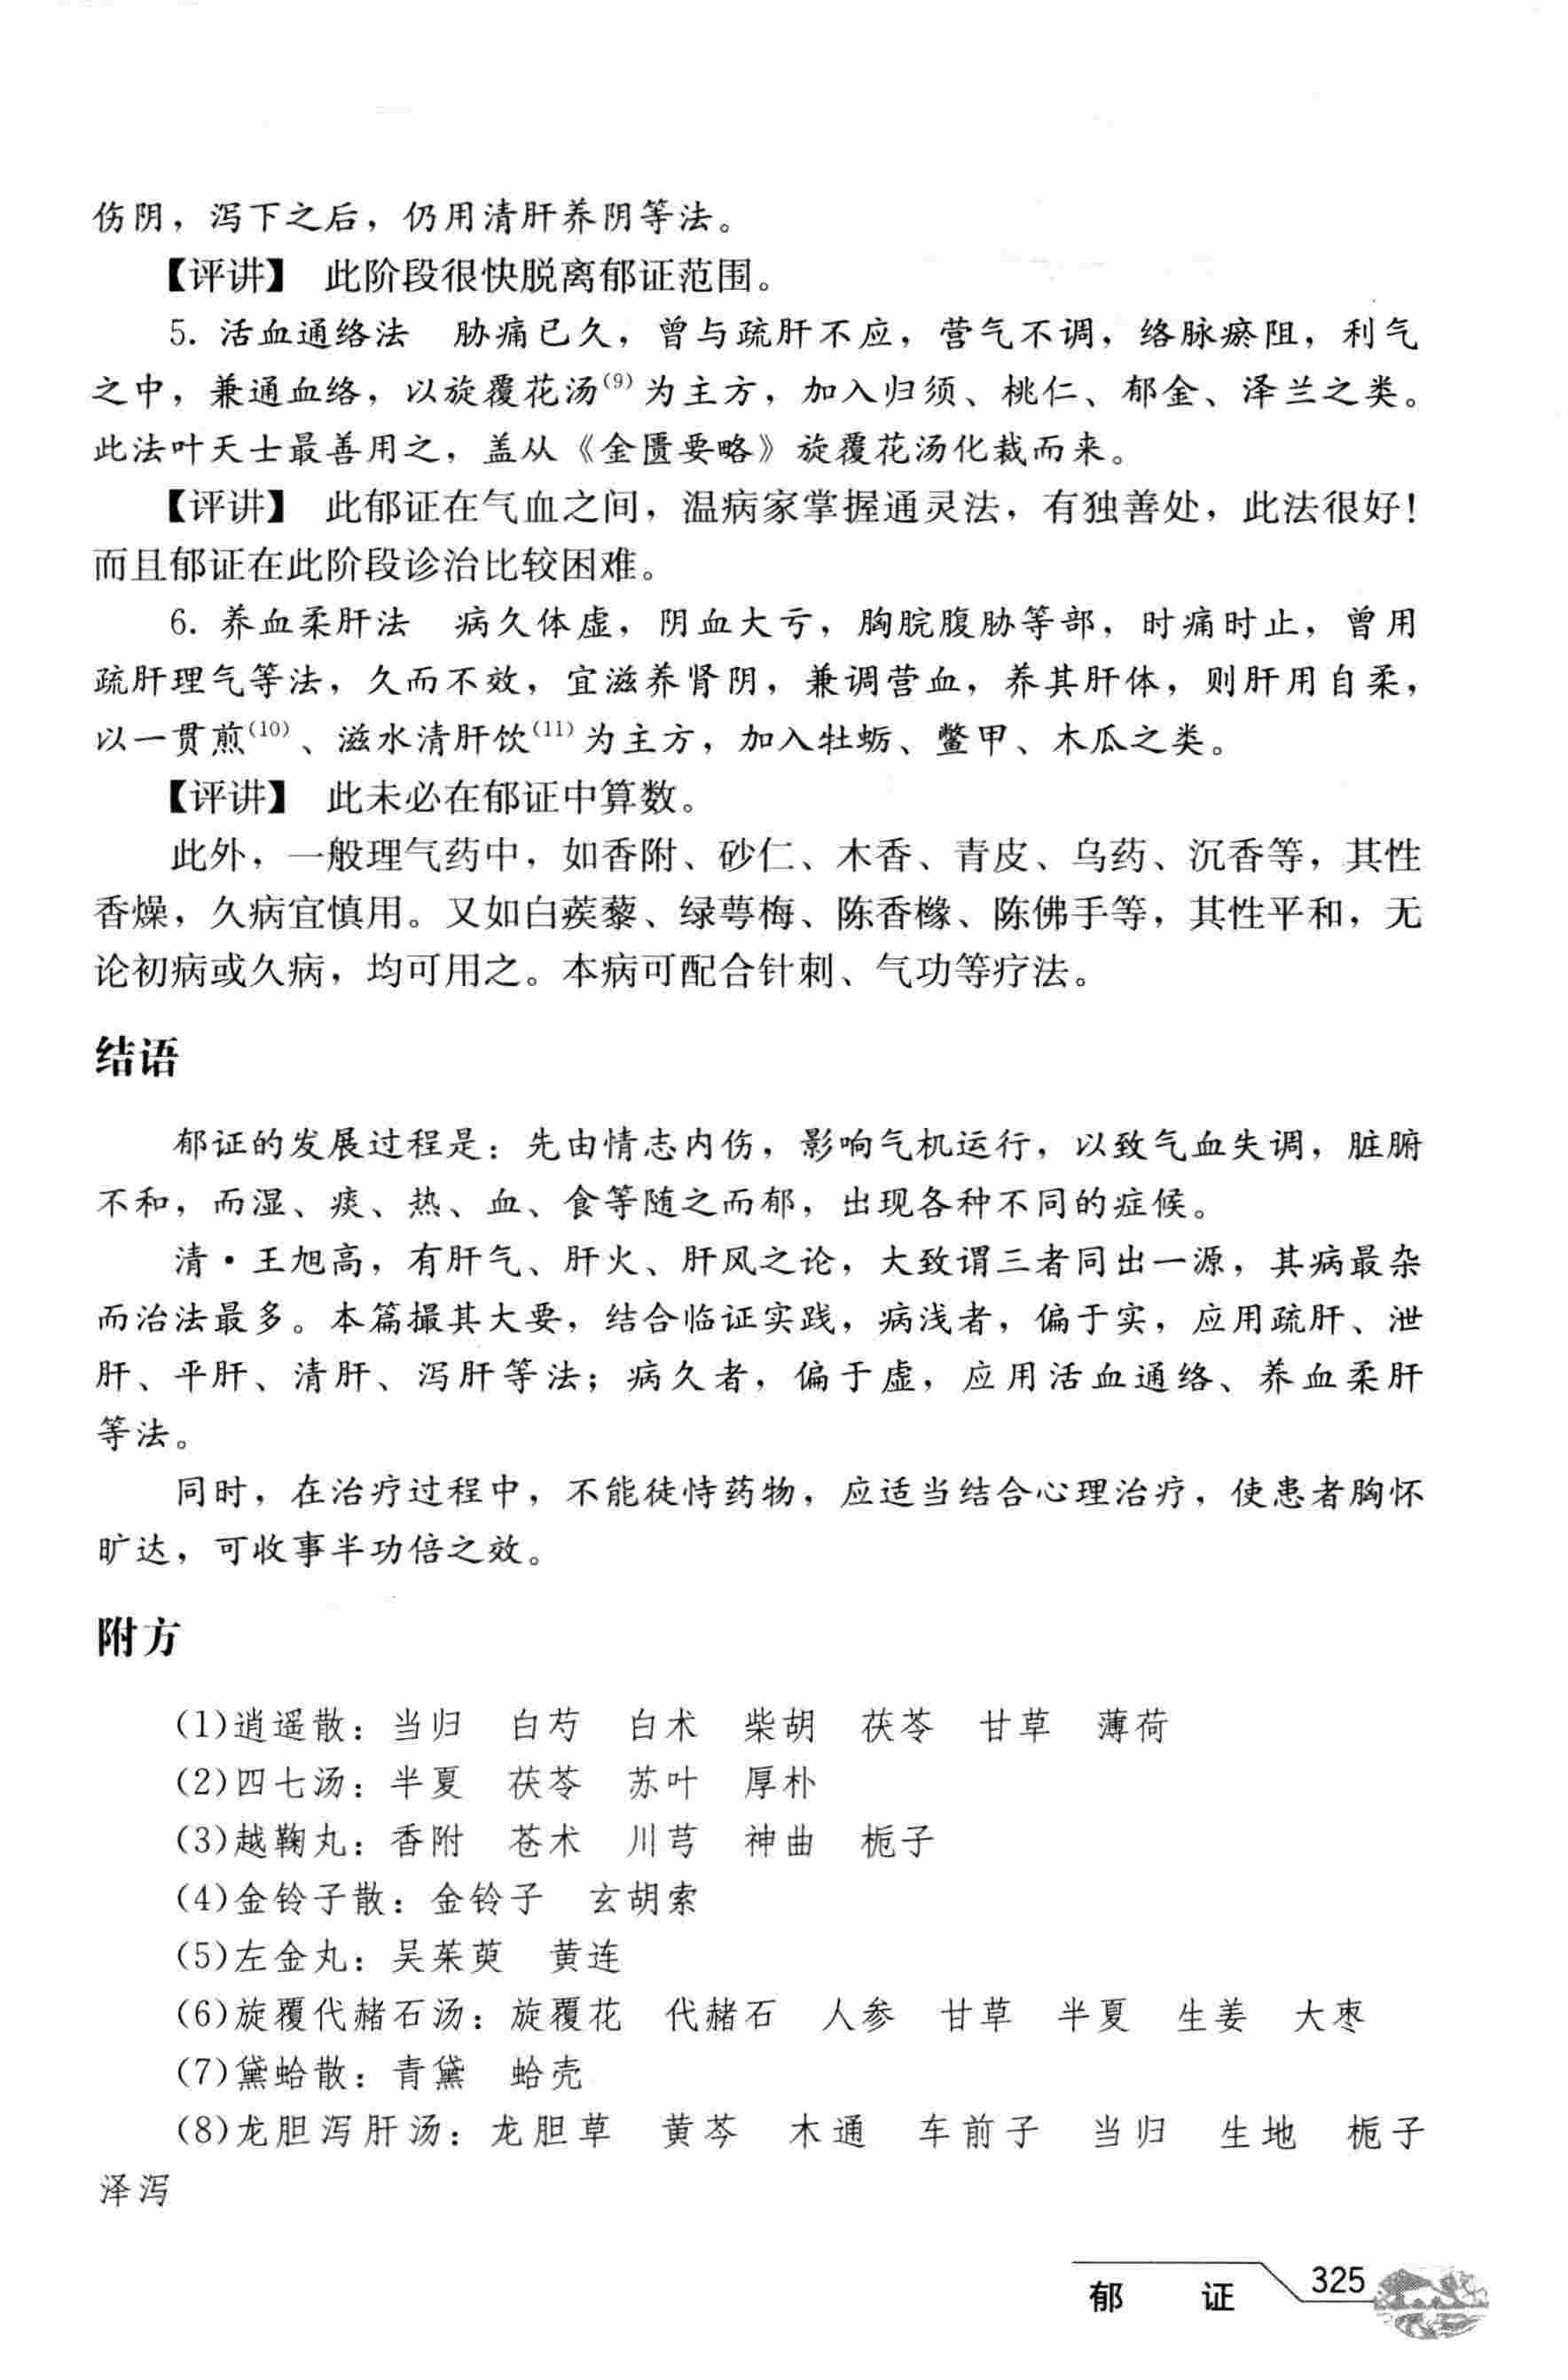 伤阴，泻下之后，仍用清肝养阴等法。
【评讲】 此阶段很快脱离郁证范围。
5. 活血通络法 胁痛已久，曾与疏肝不应，营气不调，络脉瘀阻，利气
之中，兼通血络，以旋覆花汤⁽⁹⁾为主方，加入归须、桃仁、郁金、泽兰之类。
此法叶天士最善用之，盖从《金匮要略》旋覆花汤化裁而来。
【评讲】 此郁证在气血之间，温病家掌握通灵法，有独善处，此法很好！
而且郁证在此阶段诊治比较困难。
6. 养血柔肝法 病久体虚，阴血大亏，胸脘腹胁等部，时痛时止，曾用
疏肝理气等法，久而不效，宜滋养肾阴，兼调营血，养其肝体，则肝用自柔，
以一贯煎⁽¹⁰⁾、滋水清肝饮⁽¹¹⁾为主方，加入牡蛎、鳖甲、木瓜之类。
【评讲】 此未必在郁证中算数。
此外，一般理气药中，如香附、砂仁、木香、青皮、乌药、沉香等，其性
香燥，久病宜慎用。又如白蒺藜、绿萼梅、陈香橼、陈佛手等，其性平和，无
论初病或久病，均可用之。本病可配合针刺、气功等疗法。
结语
郁证的发展过程是：先由情志内伤，影响气机运行，以致气血失调，脏腑
不和，而湿、痰、热、血、食等随之而郁，出现各种不同的症候。
清·王旭高，有肝气、肝火、肝风之论，大致谓三者同出一源，其病最杂
而治法最多。本篇撮其大要，结合临证实践，病浅者，偏于实，应用疏肝、泄
肝、平肝、清肝、泻肝等法；病久者，偏于虚，应用活血通络、养血柔肝
等法。
同时，在治疗过程中，不能徒恃药物，应适当结合心理治疗，使患者胸怀
旷达，可收事半功倍之效。
附方
(1)逍遥散：当归 白芍 白术 柴胡 茯苓 甘草 薄荷
(2)四七汤：半夏 茯苓 苏叶 厚朴
(3)越鞠丸：香附 苍术 川芎 神曲 栀子
(4)金铃子散：金铃子 玄胡索
(5)左金丸：吴茱萸 黄连
(6)旋覆代赭石汤：旋覆花 代赭石 人参 甘草 半夏 生姜 大枣
(7)黛蛤散：青黛 蛤壳
(8)龙胆泻肝汤：龙胆草 黄芩 木通 车前子 当归 生地 栀子
泽泻
郁 证 325